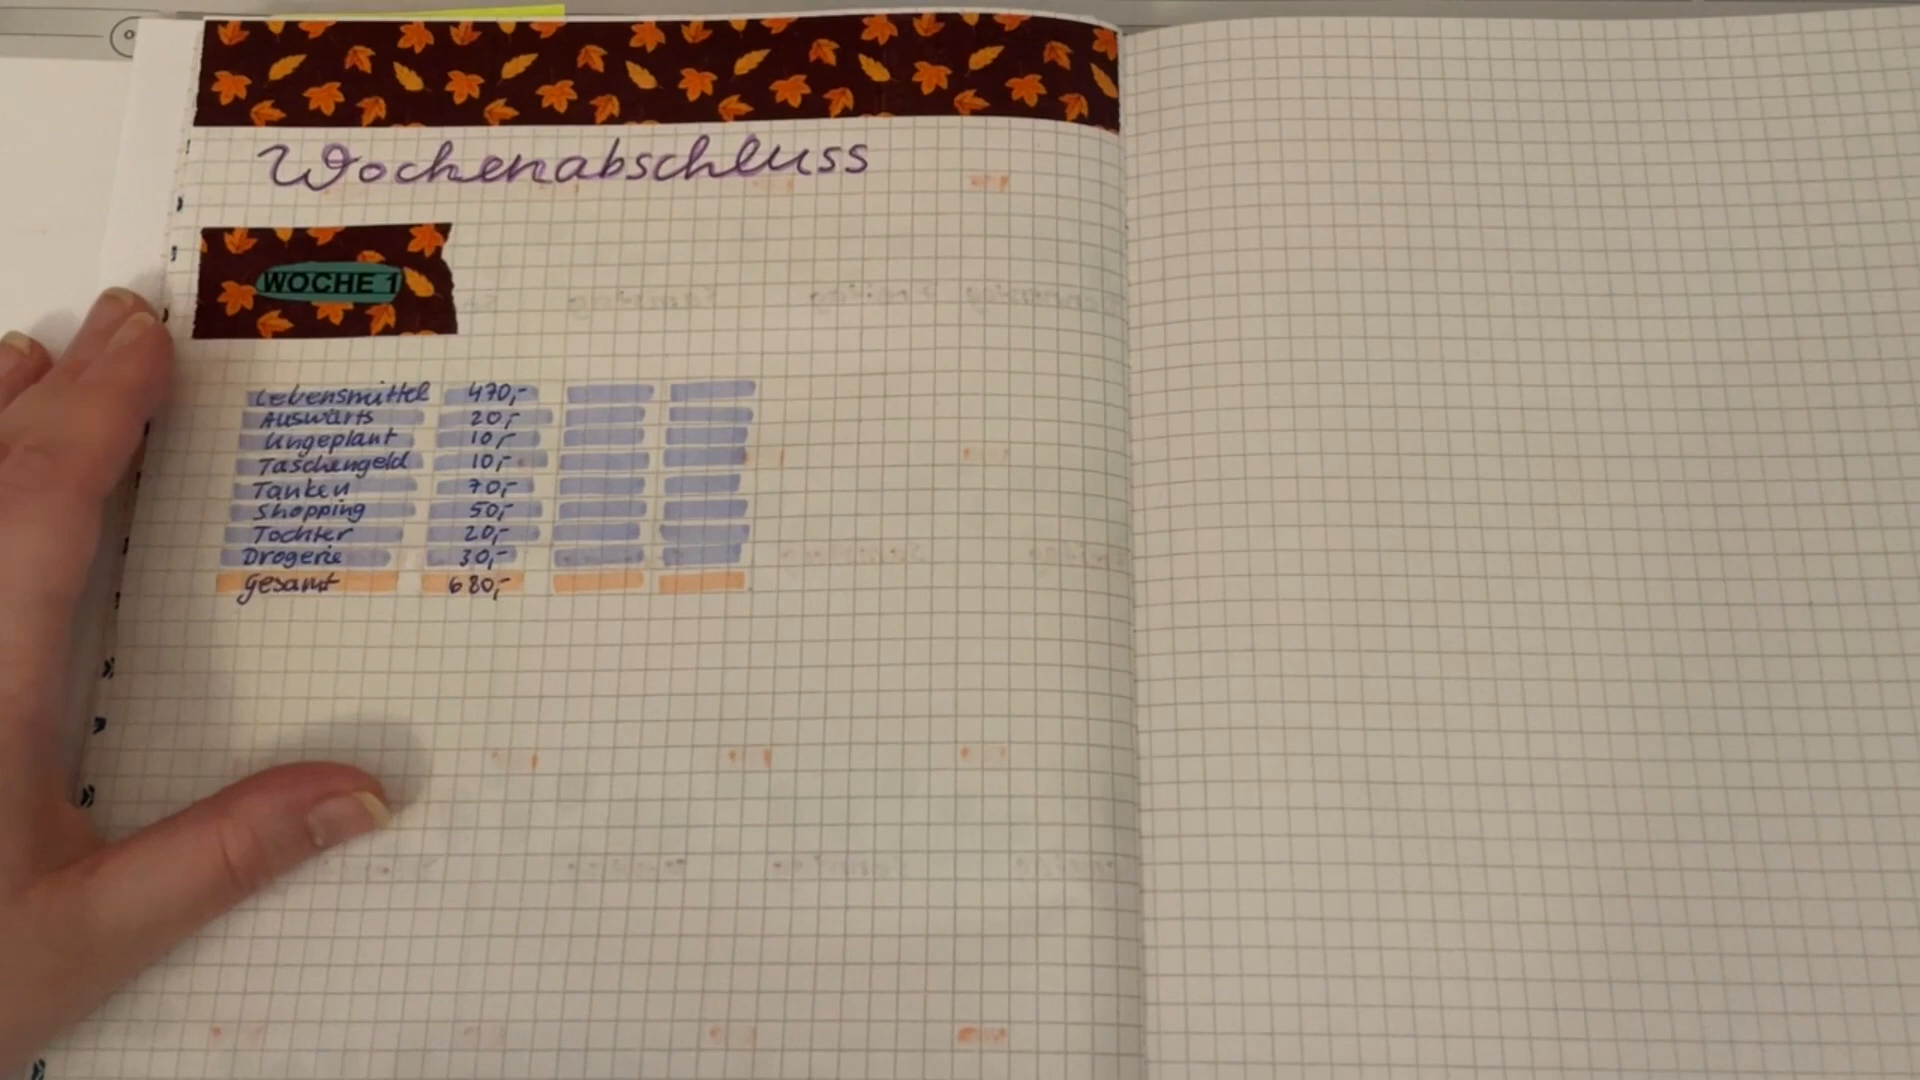 Wochenabschluss
WOCHE 1
Lebensmittel 470,-
Auswärts 20,-
Ungeplant 10,-
Taschengeld 10,-
Tanken 70,-
Shopping 50,-
Tochter 20,-
Drogerie 30,-
Gesamt 680,-